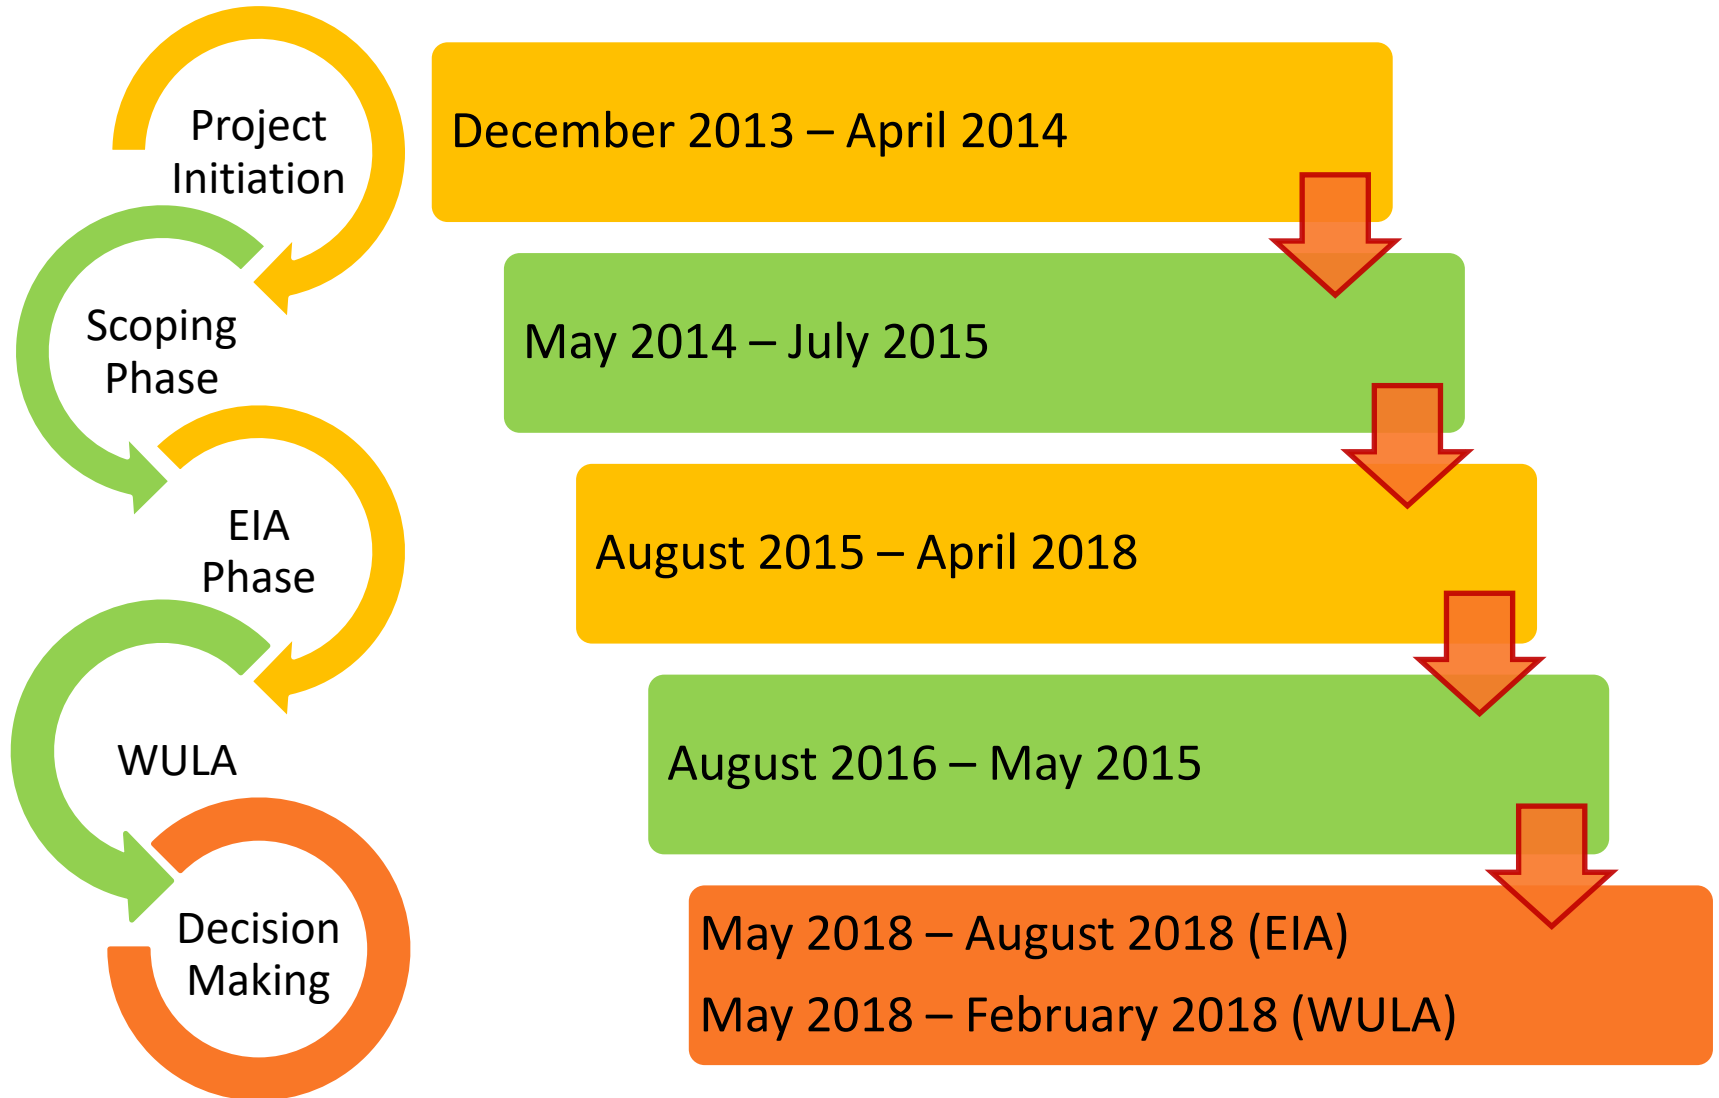 Project
Initiation
December 2013 – April 2014
Scoping
Phase
May 2014 – July 2015
EIA
Phase
August 2015 – April 2018
WULA
August 2016 – May 2015
Decision
Making
May 2018 – August 2018 (EIA)
May 2018 – February 2018 (WULA)